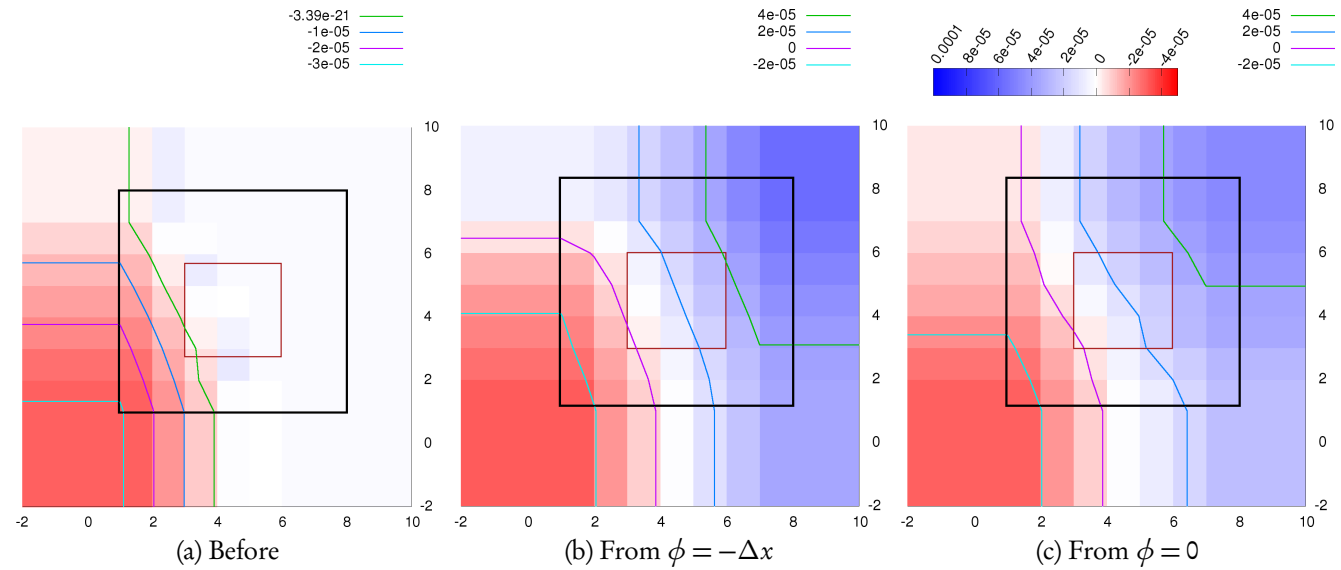 -3.39e-21
-1e-05
-2e-05
-3e-05
10
8
6
4
2
0
-2
-2 0 2 4 6 8 10
(a) Before
4e-05
2e-05
0
-2e-05
10
8
6
4
2
0
-2
-2 0 2 4 6 8 10
(b) From ϕ = −Δx
0.0001 8e-05 6e-05 4e-05 2e-05 0 -2e-05 -4e-05
4e-05
2e-05
0
-2e-05
10
8
6
4
2
0
-2
-2 0 2 4 6 8 10
(c) From ϕ = 0